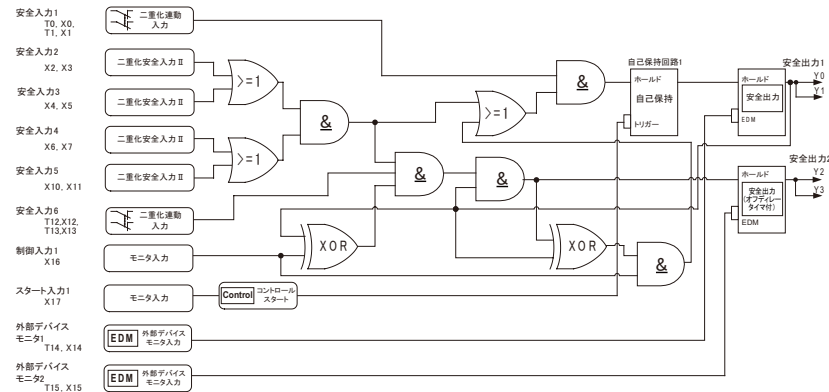 安全入力1
T0, X0,
T1, X1
二重化連動
入力
安全入力2
X2, X3
二重化安全入力Ⅱ
安全入力3
X4, X5
二重化安全入力Ⅱ
安全入力4
X6, X7
二重化安全入力Ⅱ
安全入力5
X10, X11
二重化安全入力Ⅱ
安全入力6
T12,X12,
T13,X13
二重化連動
入力
制御入力1
X16
モニタ入力
スタート入力1
X17
モニタ入力
Control
コントロール
スタート
外部デバイス
モニタ1
T14, X14
EDM
外部デバイス
モニタ入力
外部デバイス
モニタ2
T15, X15
EDM
外部デバイス
モニタ入力
>=1
>=1
&
>=1
&
&
&
XOR
XOR
&
自己保持回路1
ホールド
自己保持
トリガー
安全出力1
ホールド
安全出力
EDM
Y0
Y1
安全出力2
ホールド
安全出力
(オフディレー
タイマ付)
EDM
Y2
Y3